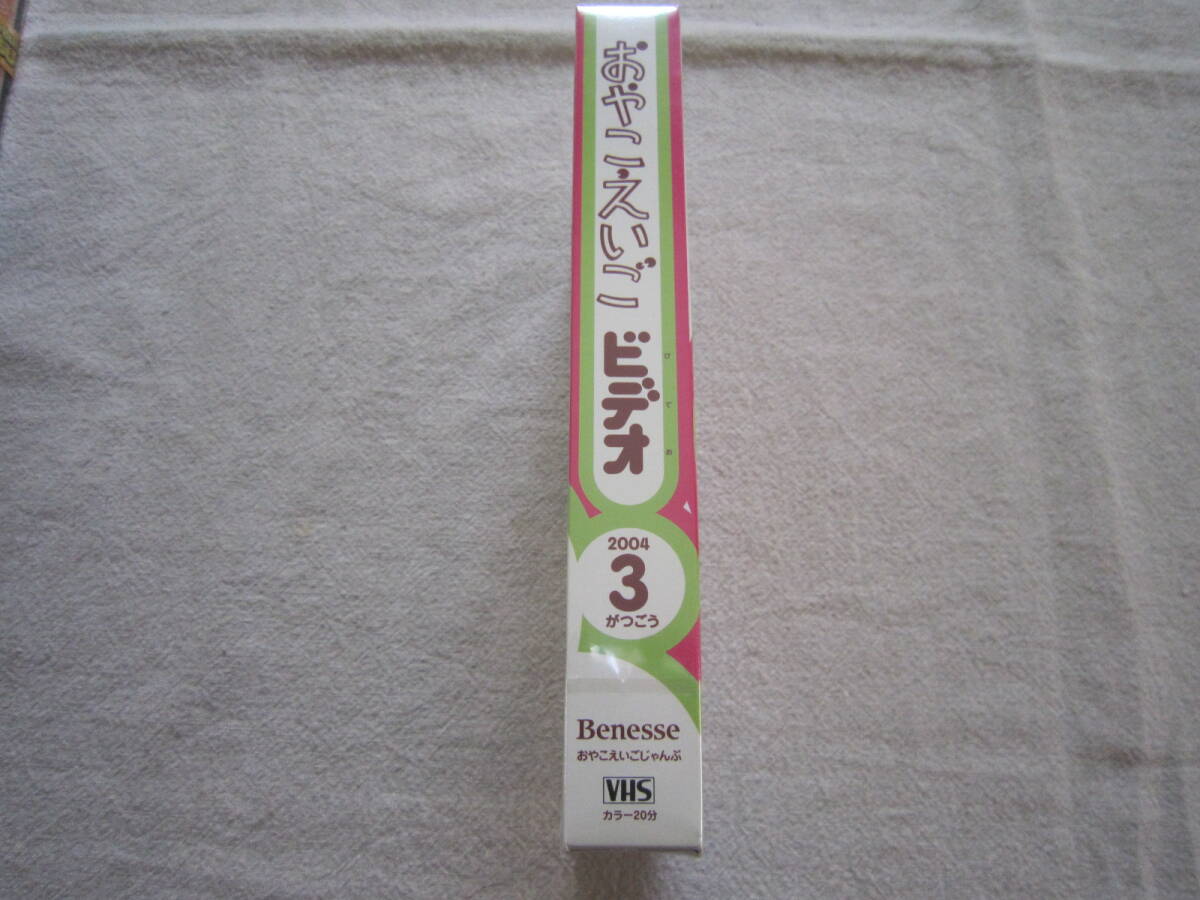 おやこえいご
ビデオ
びでお
2004
3
がつごう
Benesse
おやこえいごじゃんぷ
VHS
カラー20分